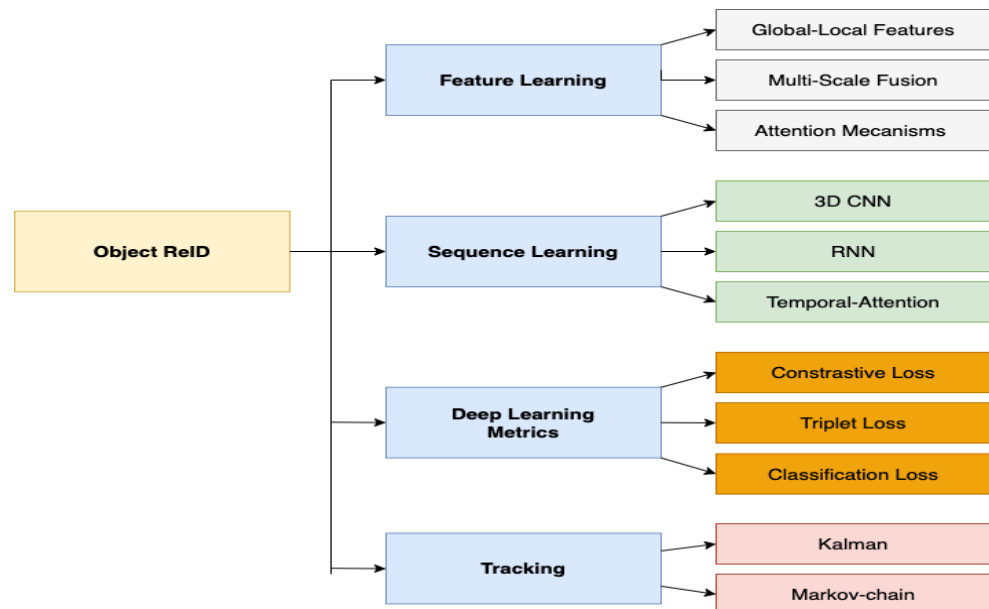 Global-Local Features
Feature Learning
Multi-Scale Fusion
Attention Mecanisms
3D CNN
Object ReID
Sequence Learning
RNN
Temporal-Attention
Constrastive Loss
Deep Learning
Metrics
Triplet Loss
Classification Loss
Kalman
Tracking
Markov-chain